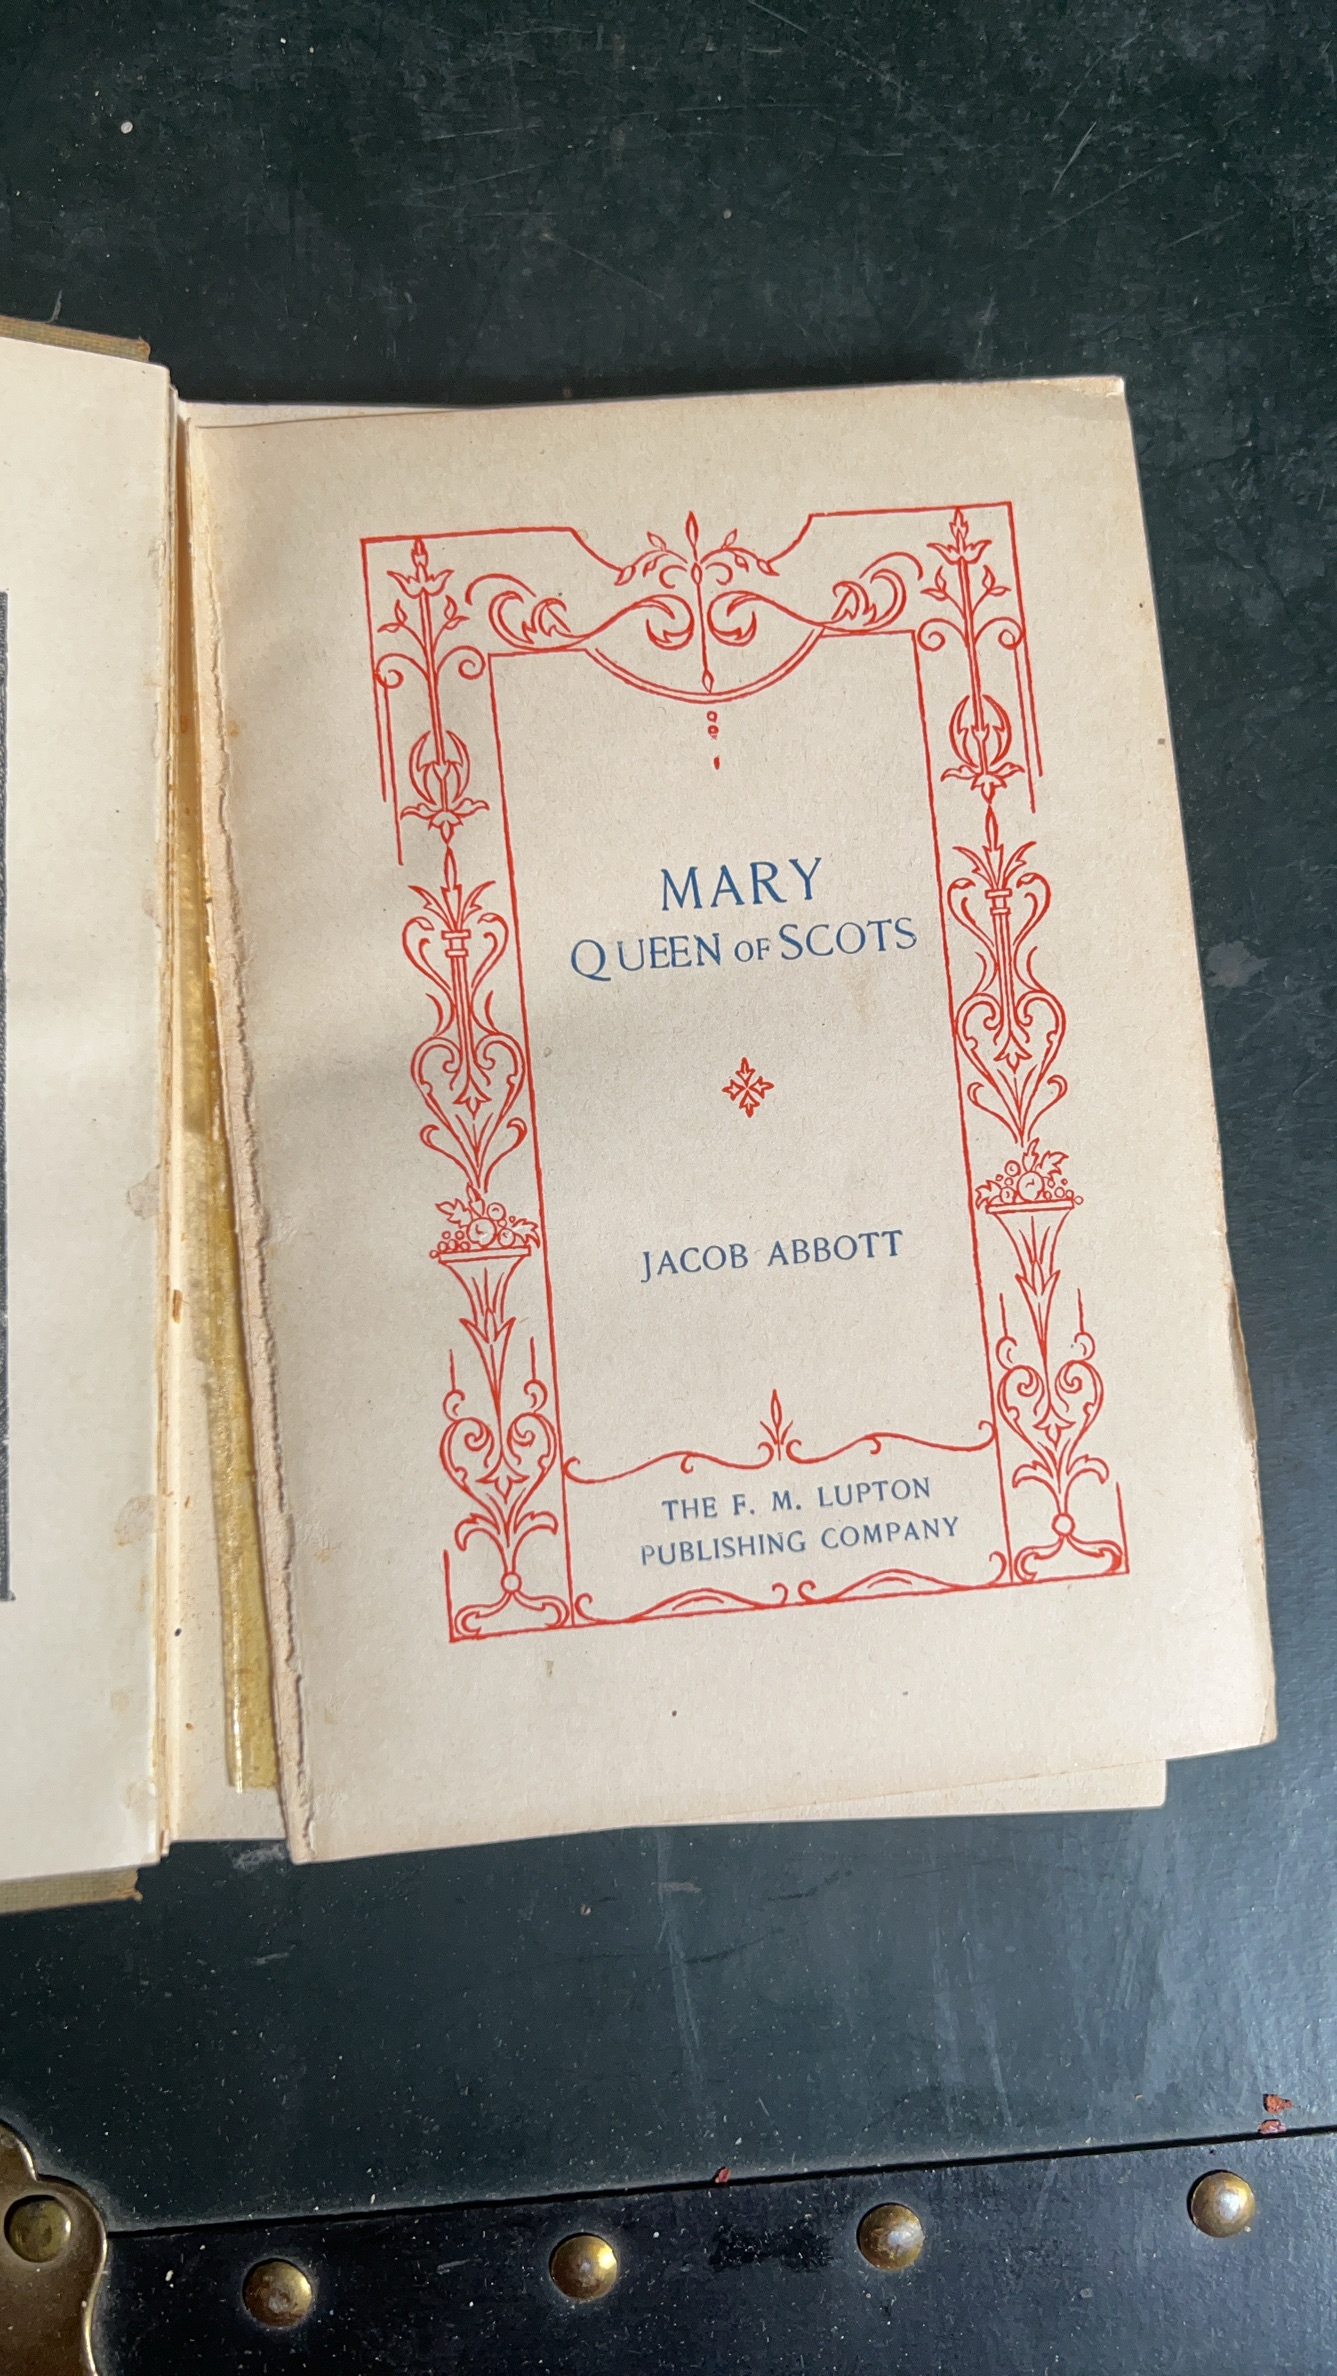 MARY
QUEEN OF SCOTS
JACOB ABBOTT
THE F. M. LUPTON
PUBLISHING COMPANY